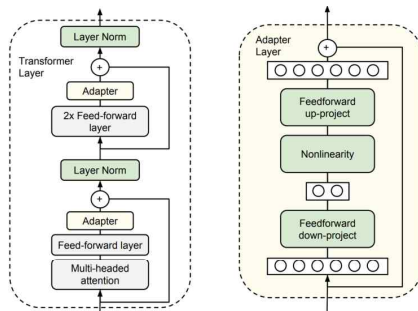 Layer Norm
Transformer
Layer
+
Adapter
2x Feed-forward
layer
Layer Norm
+
Adapter
Feed-forward layer
Multi-headed
attention
Adapter
Layer
+
Feedforward
up-project
Nonlinearity
Feedforward
down-project